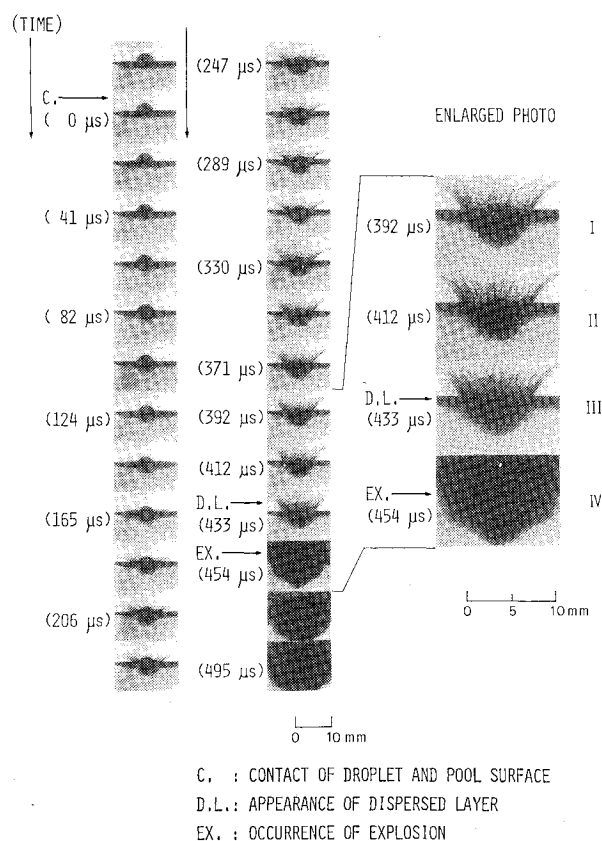 (TIME)
C.
( 0 µs)
( 41 µs)
( 82 µs)
(124 µs)
(165 µs)
(206 µs)
(247 µs)
(289 µs)
(330 µs)
(371 µs)
(392 µs)
(412 µs)
D.L.
(433 µs)
EX.
(454 µs)
(495 µs)
0 10 mm
ENLARGED PHOTO
(392 µs) I
(412 µs) II
D.L.
(433 µs) III
EX. IV
(454 µs)
0 5 10 mm
C. : CONTACT OF DROPLET AND POOL SURFACE
D.L.: APPEARANCE OF DISPERSED LAYER
EX. : OCCURRENCE OF EXPLOSION